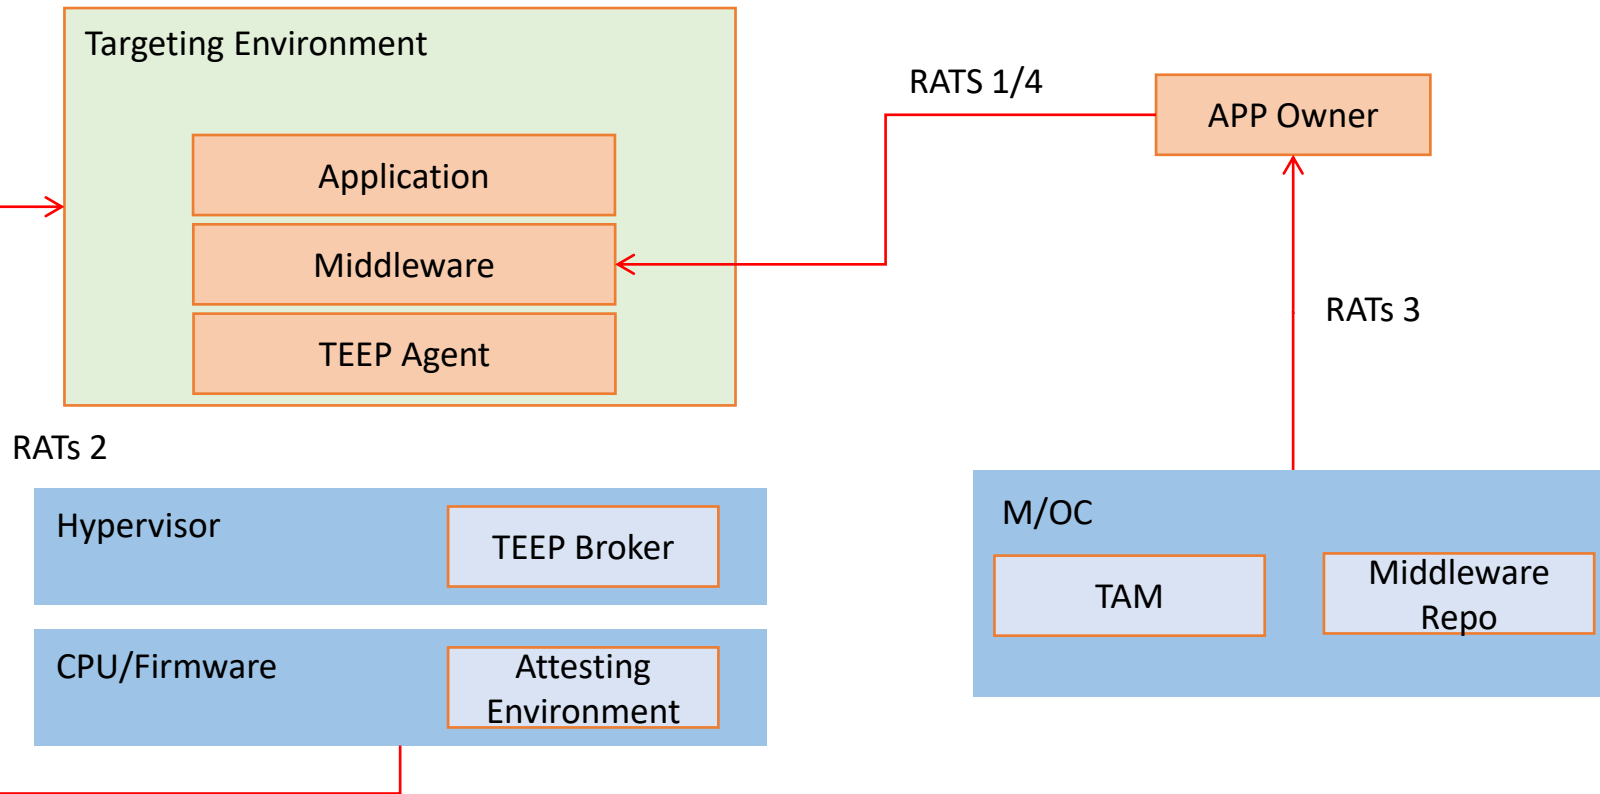 Targeting Environment
Application
Middleware
TEEP Agent
RATS 1/4
APP Owner
RATs 3
RATs 2
Hypervisor
TEEP Broker
CPU/Firmware
Attesting
Environment
M/OC
TAM
Middleware
Repo